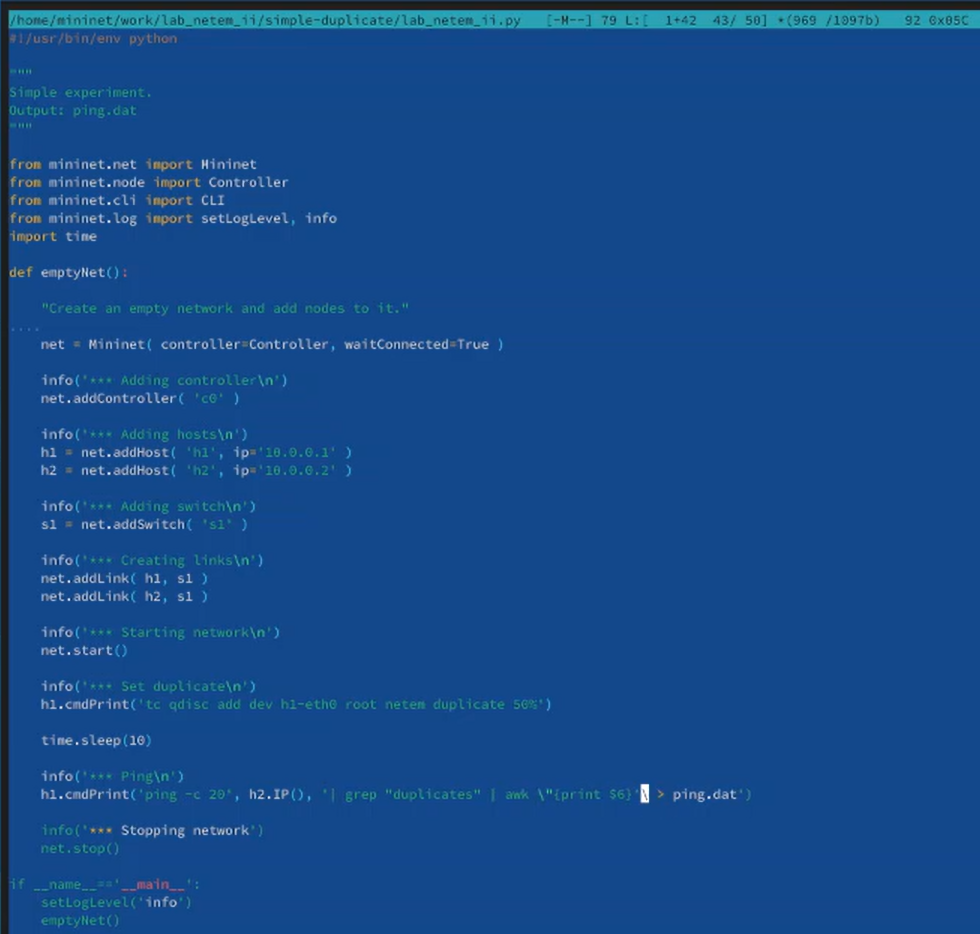 /home/mininet/work/lab_netem_ii/simple-duplicate/lab_netem_ii.py [-M--] 79 L:[ 1+42 43/ 50] *(969 /1097b) 92 0x05C
#!/usr/bin/env python
"""
Simple experiment.
Output: ping.dat
"""
from mininet.net import Mininet
from mininet.node import Controller
from mininet.cli import CLI
from mininet.log import setLogLevel, info
import time
def emptyNet():
"Create an empty network and add nodes to it."
....
net = Mininet( controller=Controller, waitConnected=True )
info('*** Adding controller\n')
net.addController( 'c0' )
info('*** Adding hosts\n')
h1 = net.addHost( 'h1', ip='10.0.0.1' )
h2 = net.addHost( 'h2', ip='10.0.0.2' )
info('*** Adding switch\n')
s1 = net.addSwitch( 's1' )
info('*** Creating links\n')
net.addLink( h1, s1 )
net.addLink( h2, s1 )
info('*** Starting network\n')
net.start()
info('*** Set duplicate\n')
h1.cmdPrint('tc qdisc add dev h1-eth0 root netem duplicate 50%')
time.sleep(10)
info('*** Ping\n')
h1.cmdPrint('ping -c 20', h2.IP(), '| grep "duplicates" | awk \"{print $6}'\ > ping.dat')
info('*** Stopping network')
net.stop()
if __name__=='__main__':
setLogLevel('info')
emptyNet()